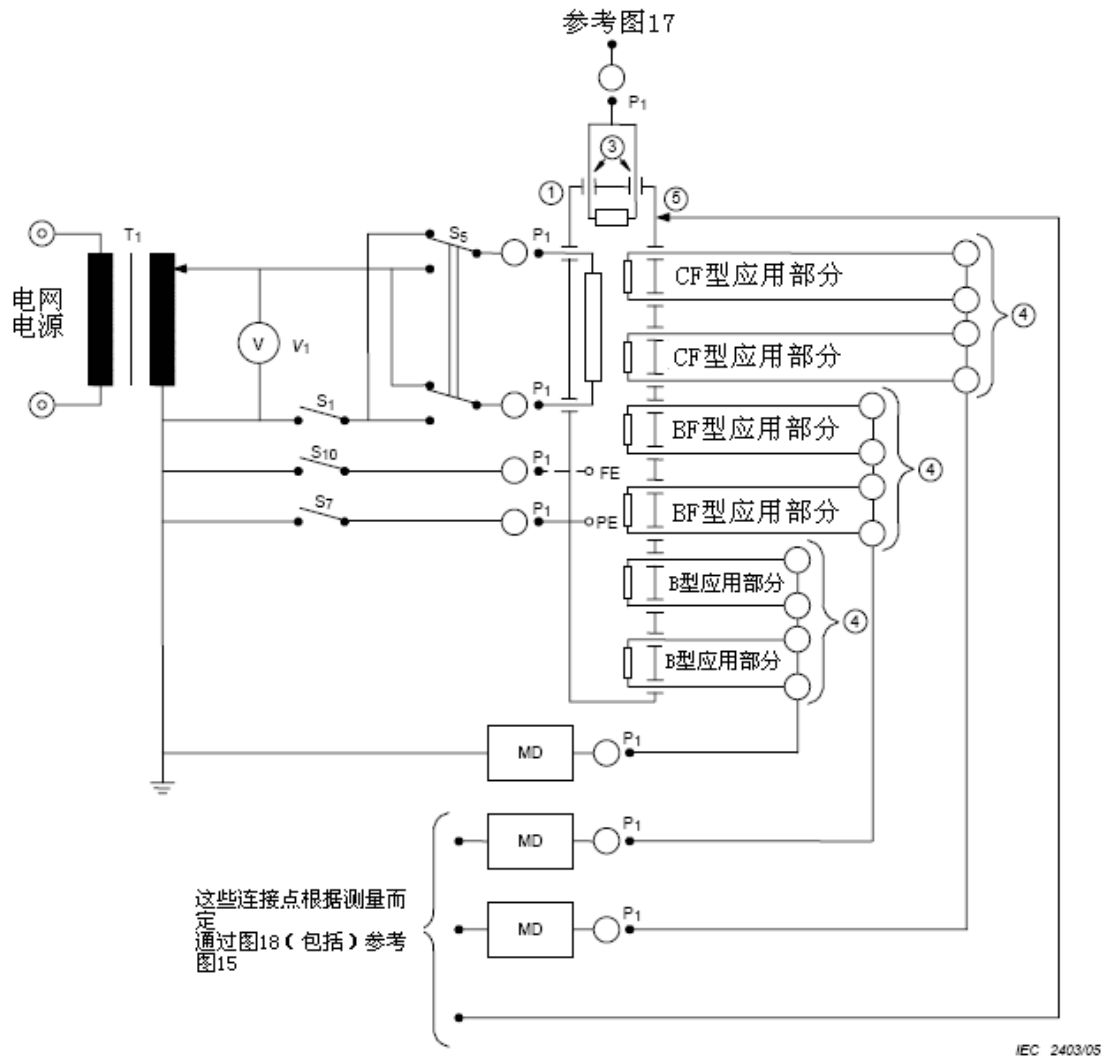 参考图17
P1
③
①
⑤
T1
S5
P1
电网
电源
V
V1
CF型应用部分
④
CF型应用部分
P1
S1
BF型应用部分
④
S10
P1
FE
S7
P1
PE
BF型应用部分
B型应用部分
④
B型应用部分
MD
P1
MD
P1
这些连接点根据测量而
定
通过图18（包括）参考
图15
MD
P1
IEC 2403/05